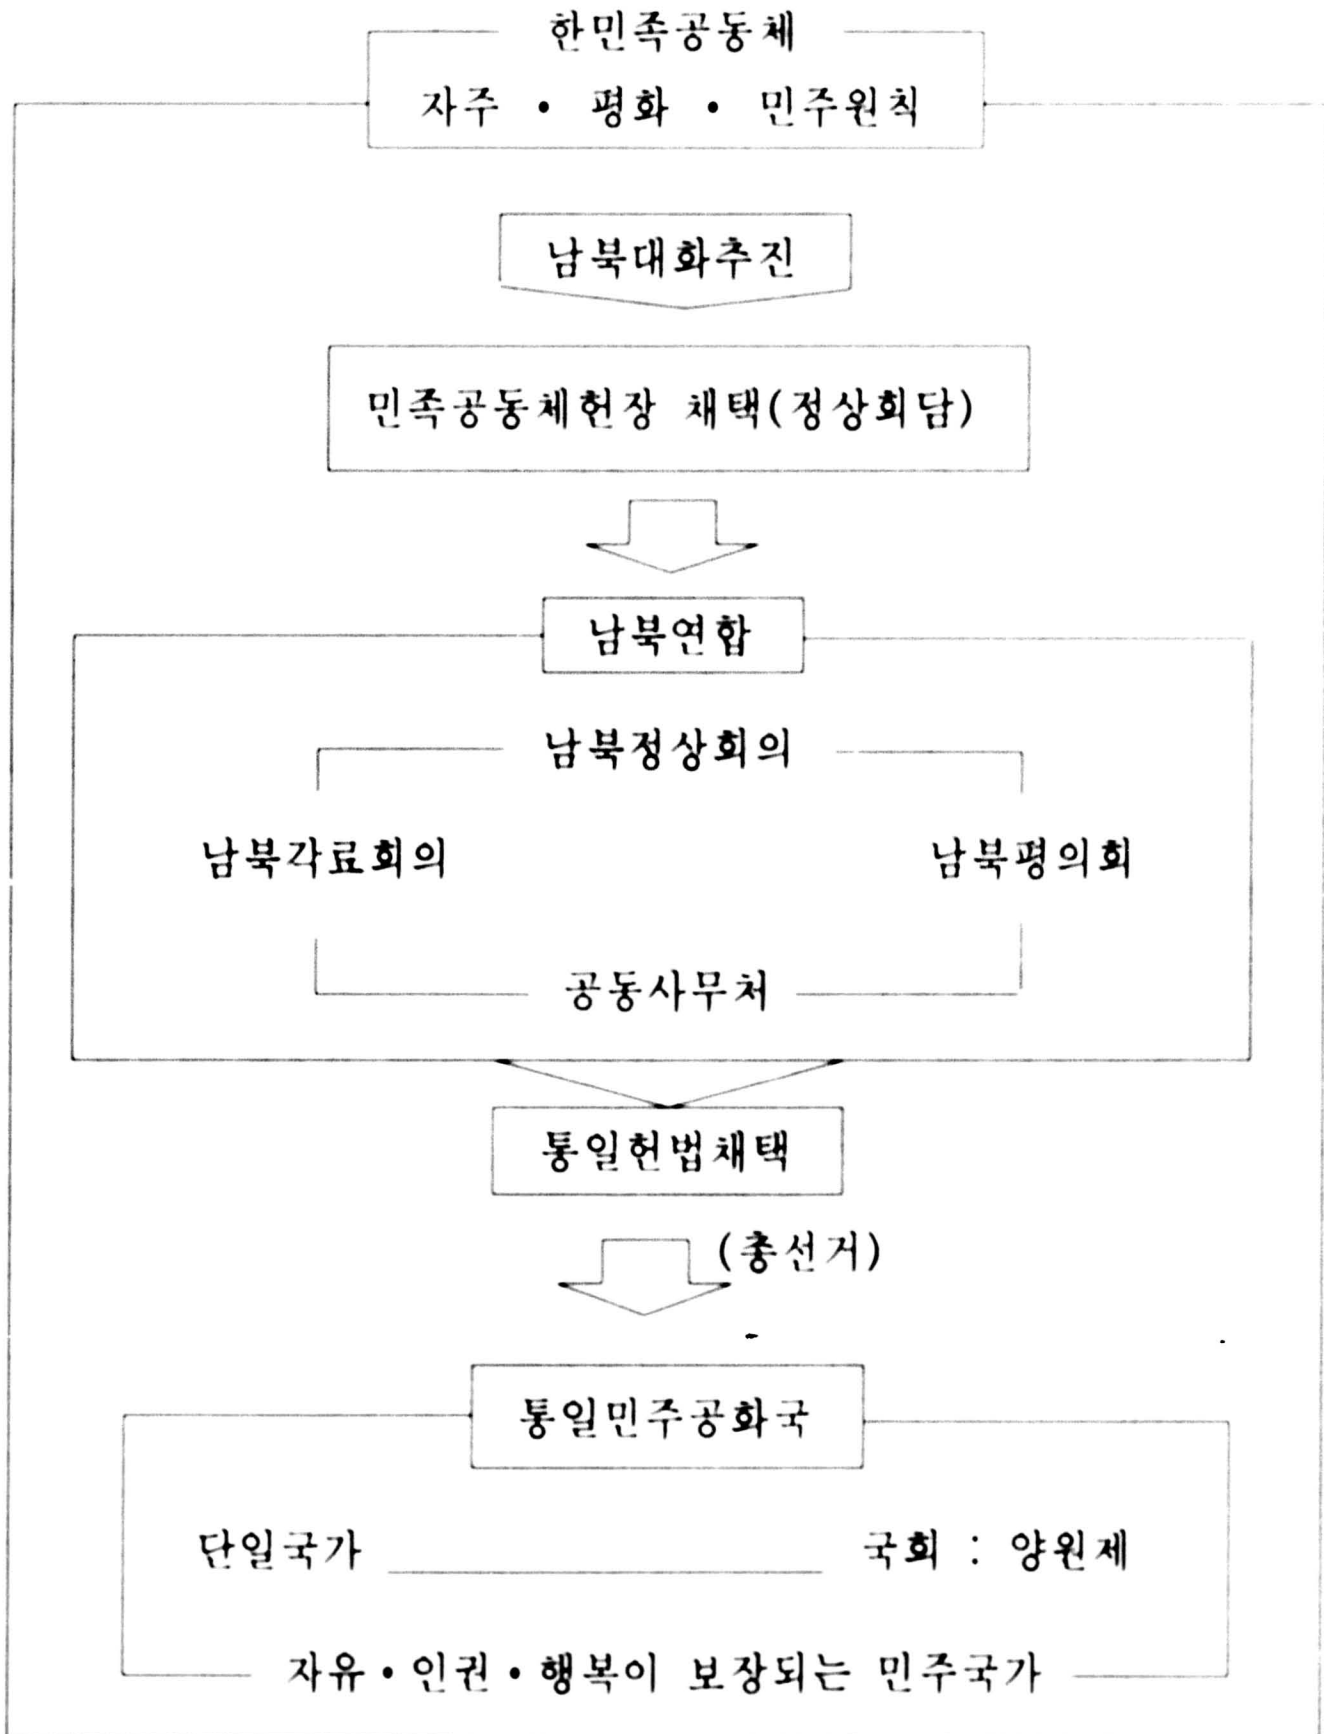 한민족공동체
자주 • 평화 • 민주원칙
남북대화추진
민족공동체헌장 채택(정상회담)
남북연합
남북정상회의
남북각료회의
남북평의회
공동사무처
통일헌법채택
(총선거)
통일민주공화국
단일국가
국회 : 양원제
자유•인권•행복이 보장되는 민주국가